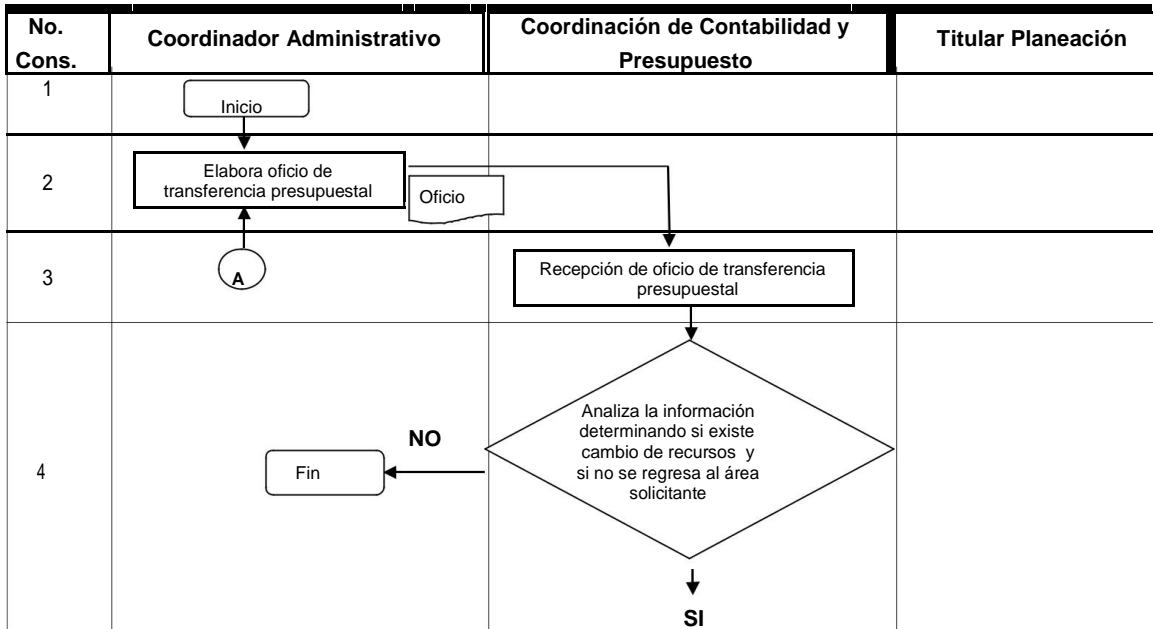 No.
Cons.
Coordinador Administrativo
Coordinación de Contabilidad y
Presupuesto
Titular Planeación
1
Inicio
2
Elabora oficio de
transferencia presupuestal
Oficio
3
A
Recepción de oficio de transferencia
presupuestal
4
Fin
NO
Analiza la información
determinando si existe
cambio de recursos y
si no se regresa al área
solicitante
SI